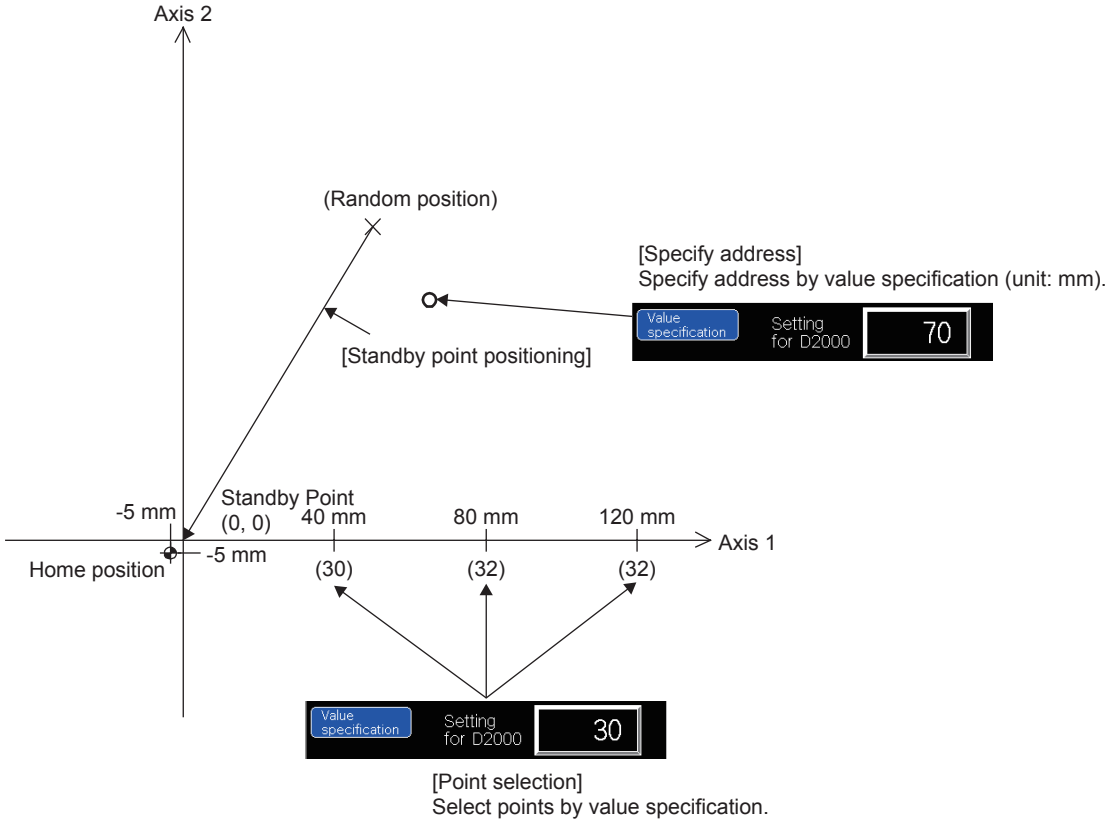 Axis 2
(Random position)
[Specify address]
Specify address by value specification (unit: mm).
Value
specification
Setting
for D2000
70
[Standby point positioning]
Standby Point
(0, 0)
-5 mm
40 mm
80 mm
120 mm
Axis 1
-5 mm
Home position
(30)
(32)
(32)
Value
specification
Setting
for D2000
30
[Point selection]
Select points by value specification.